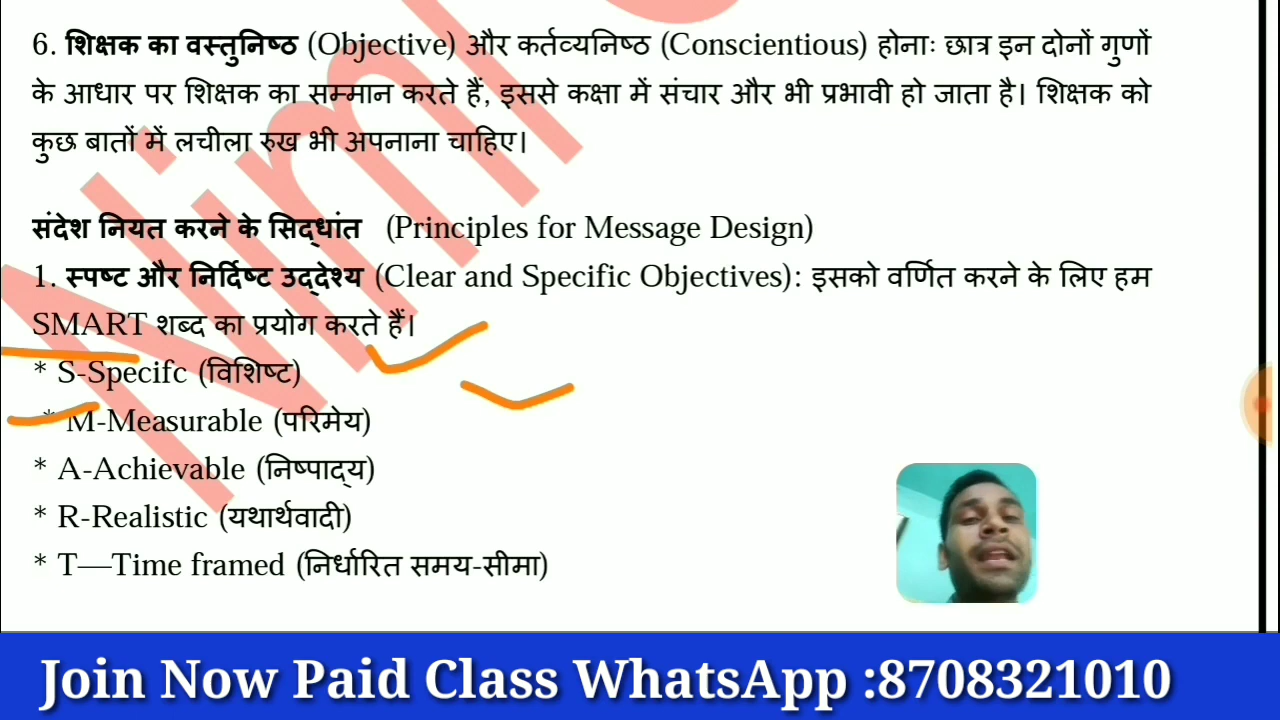 6. शिक्षक का वस्तुनिष्ठ (Objective) और कर्तव्यनिष्ठ (Conscientious) होनाः छात्र इन दोनों गुणों
के आधार पर शिक्षक का सम्मान करते हैं, इससे कक्षा में संचार और भी प्रभावी हो जाता है। शिक्षक को
कुछ बातों में लचीला रुख भी अपनाना चाहिए।
संदेश नियत करने के सिद्धांत (Principles for Message Design)
1. स्पष्ट और निर्दिष्ट उद्देश्य (Clear and Specific Objectives): इसको वर्णित करने के लिए हम
SMART शब्द का प्रयोग करते हैं।
* S-Specifc (विशिष्ट)
* M-Measurable (परिमेय)
* A-Achievable (निष्पाद्य)
* R-Realistic (यथार्थवादी)
* T—Time framed (निर्धारित समय-सीमा)
Join Now Paid Class WhatsApp :8708321010